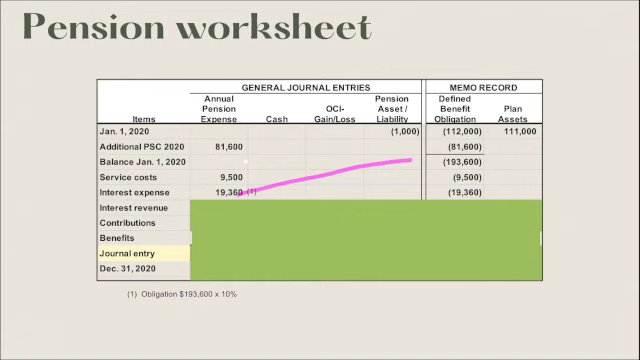 Pension worksheet
GENERAL JOURNAL ENTRIES MEMO RECORD
Items Annual Pension Expense Cash OCI- Gain/Loss Pension Asset / Liability Defined Benefit Obligation Plan Assets
Jan. 1, 2020 (1,000) (112,000) 111,000
Additional PSC 2020 81,600 (81,600)
Balance Jan. 1, 2020 (193,600)
Service costs 9,500 (9,500)
Interest expense 19,360 (1) (19,360)
Interest revenue
Contributions
Benefits
Journal entry
Dec. 31, 2020
(1) Obligation $193,600 x 10%